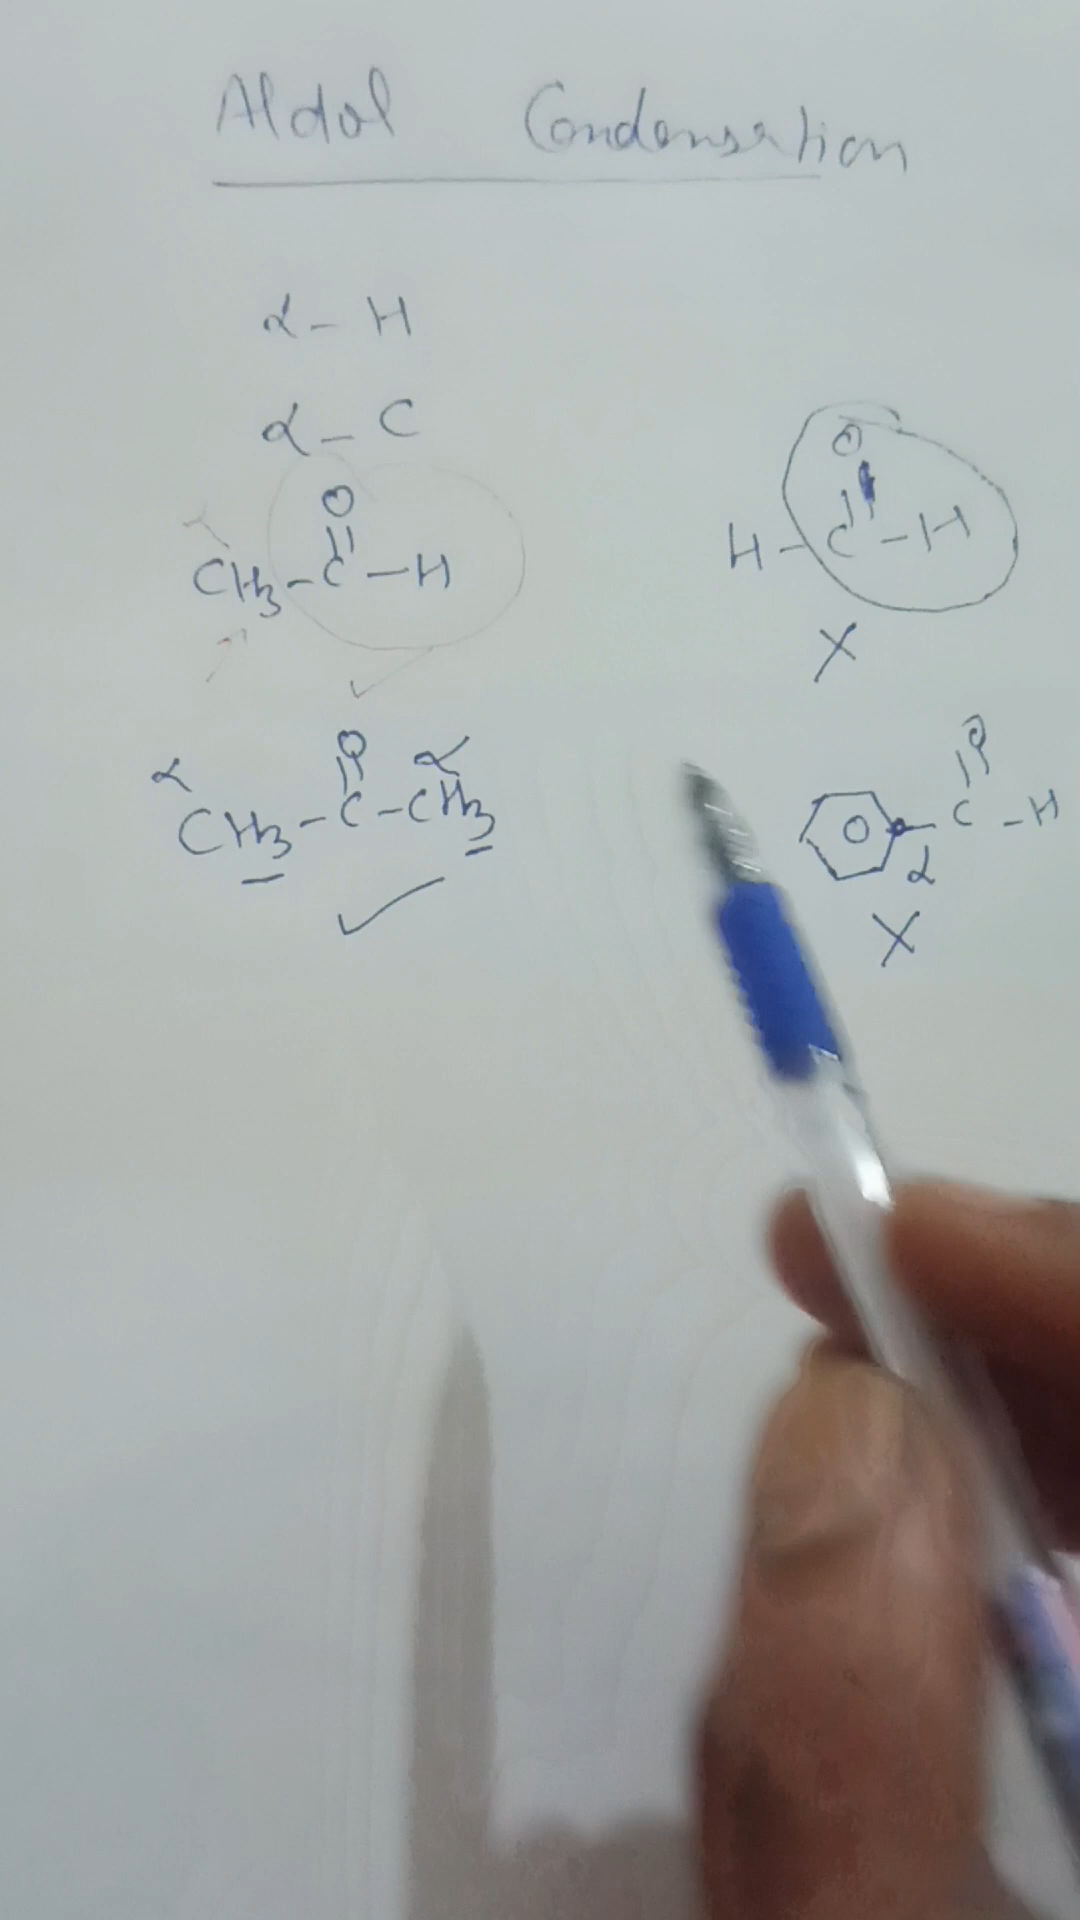 Aldol Condensation
α - H
α - C
O
CH₃ - C - H
O
H - C - H
X
α O α
CH₃ - C - CH₃
O
O C - H
α
X